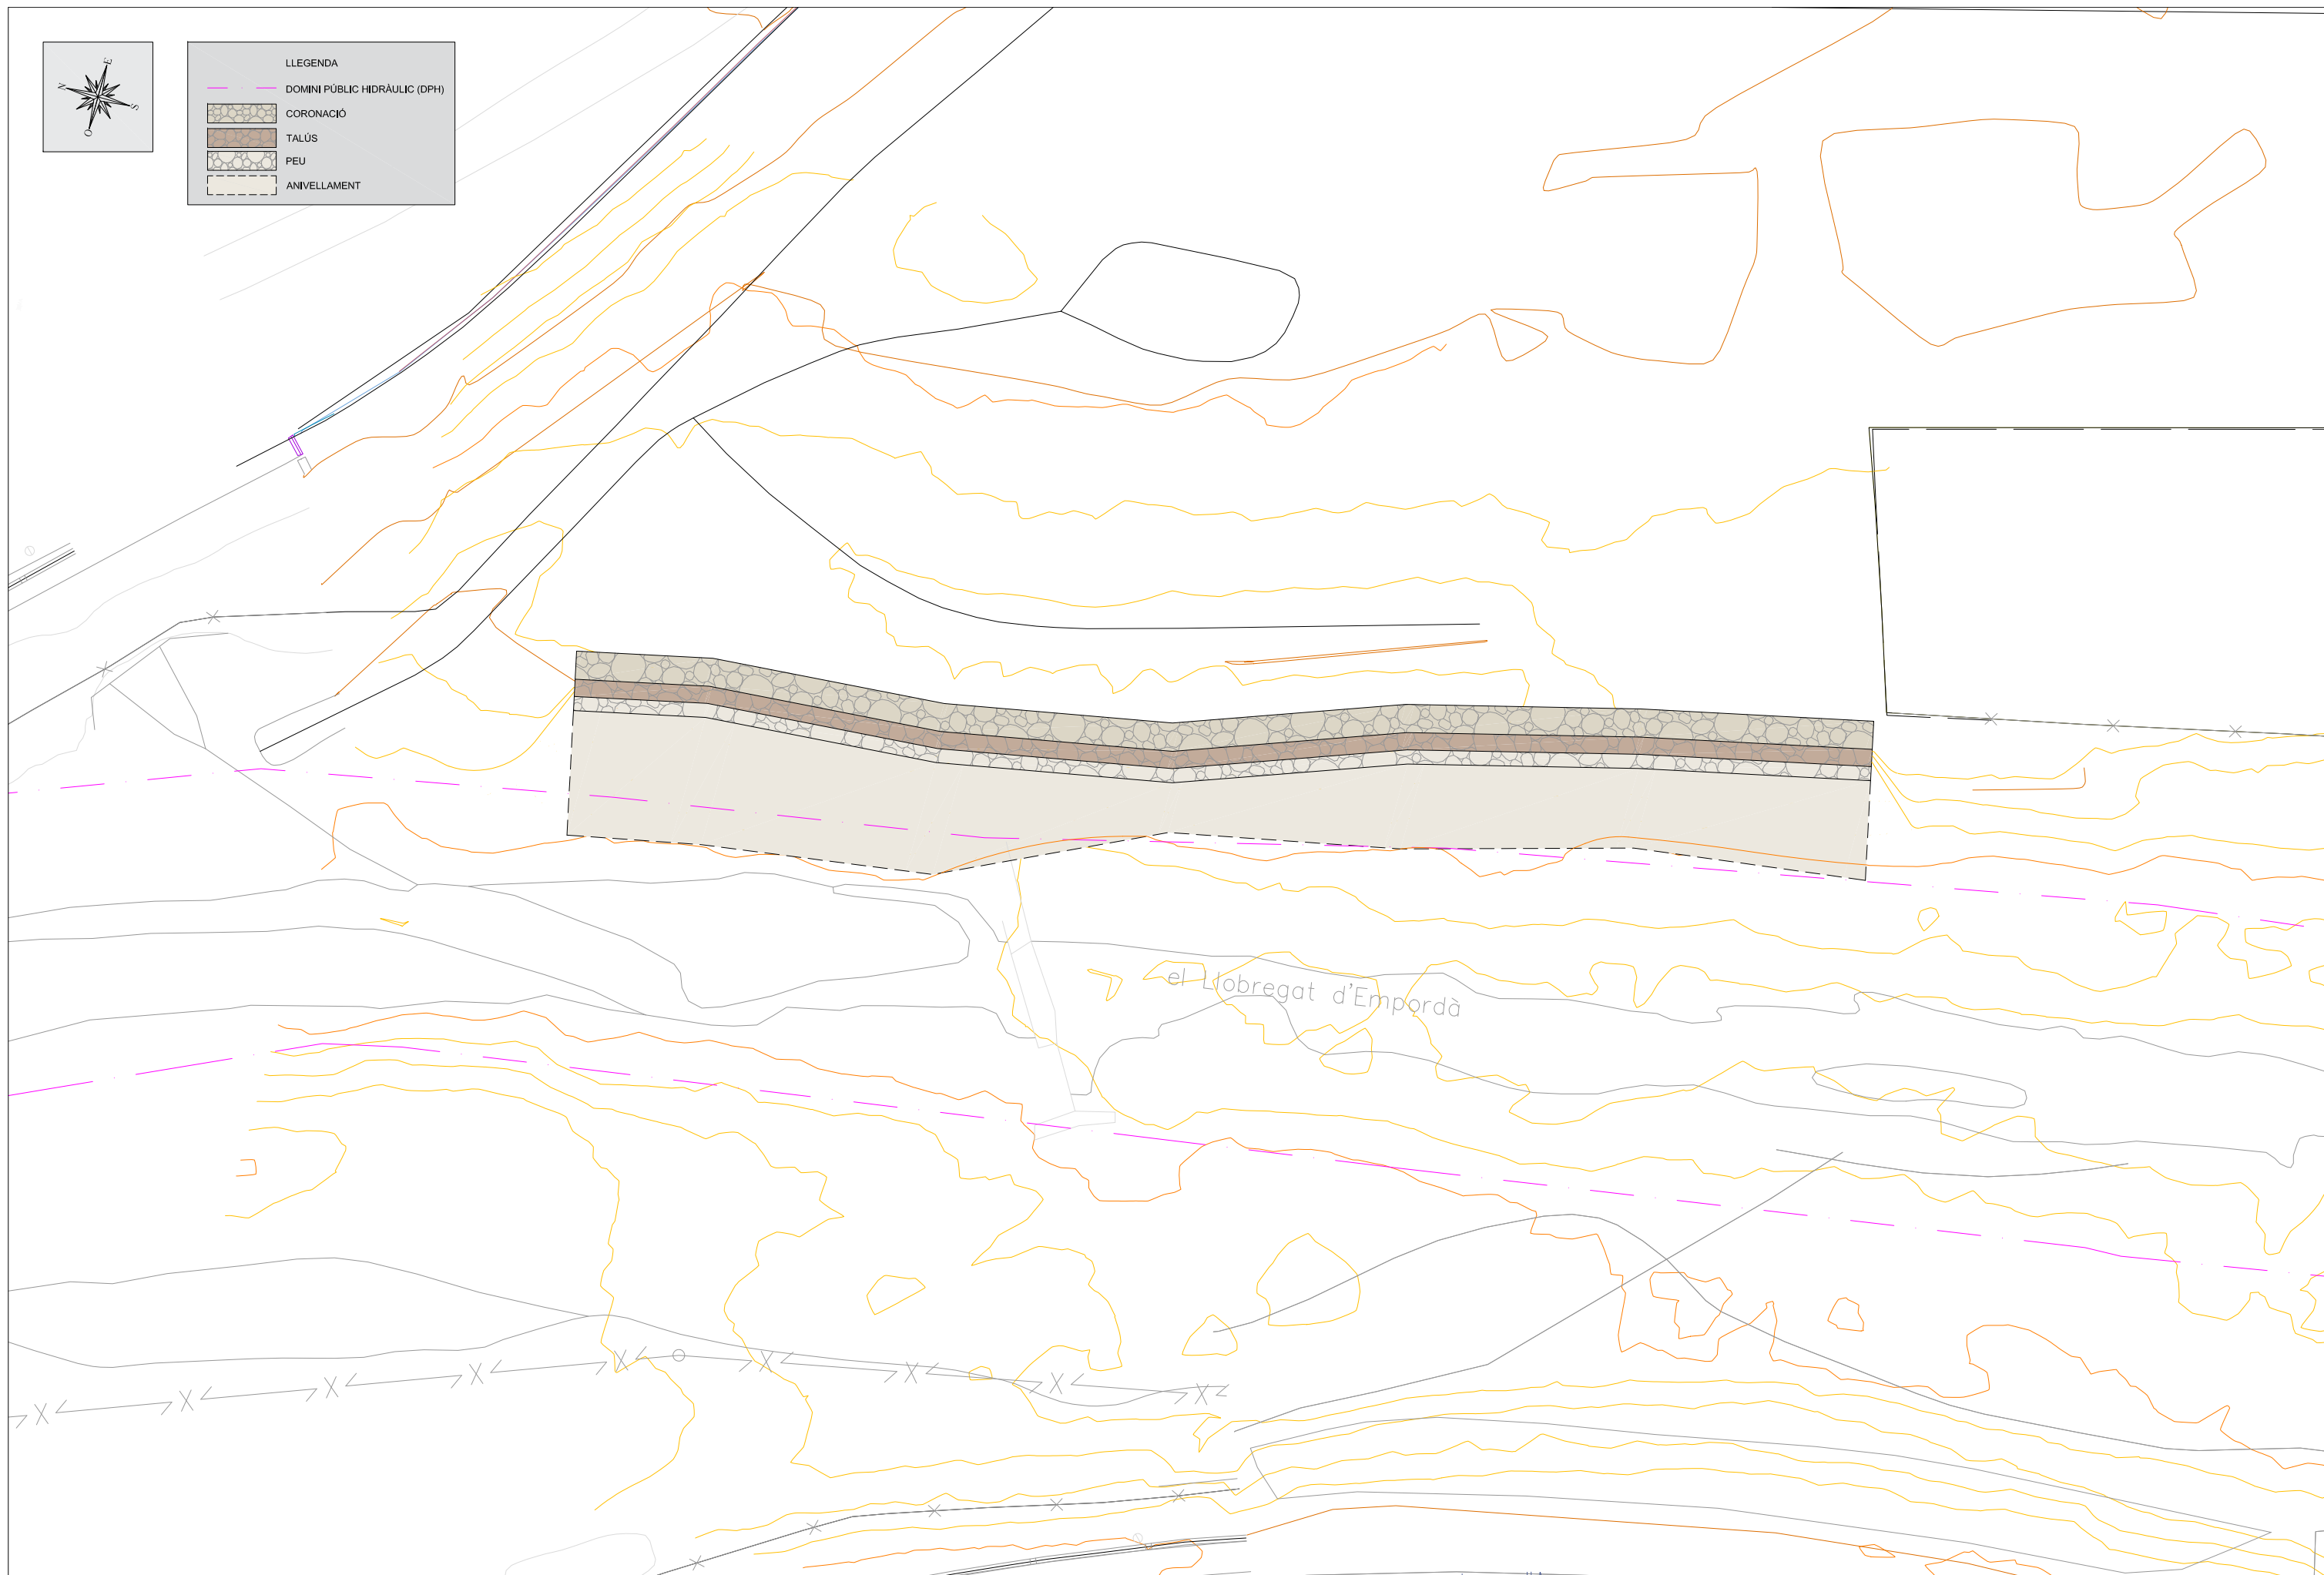 E
N
S
O
LLEGENDA
DOMINI PÚBLIC HIDRÀULIC (DPH)
CORONACIÓ
TALÚS
PEU
ANIVELLAMENT
el Llobregat d'Empordà